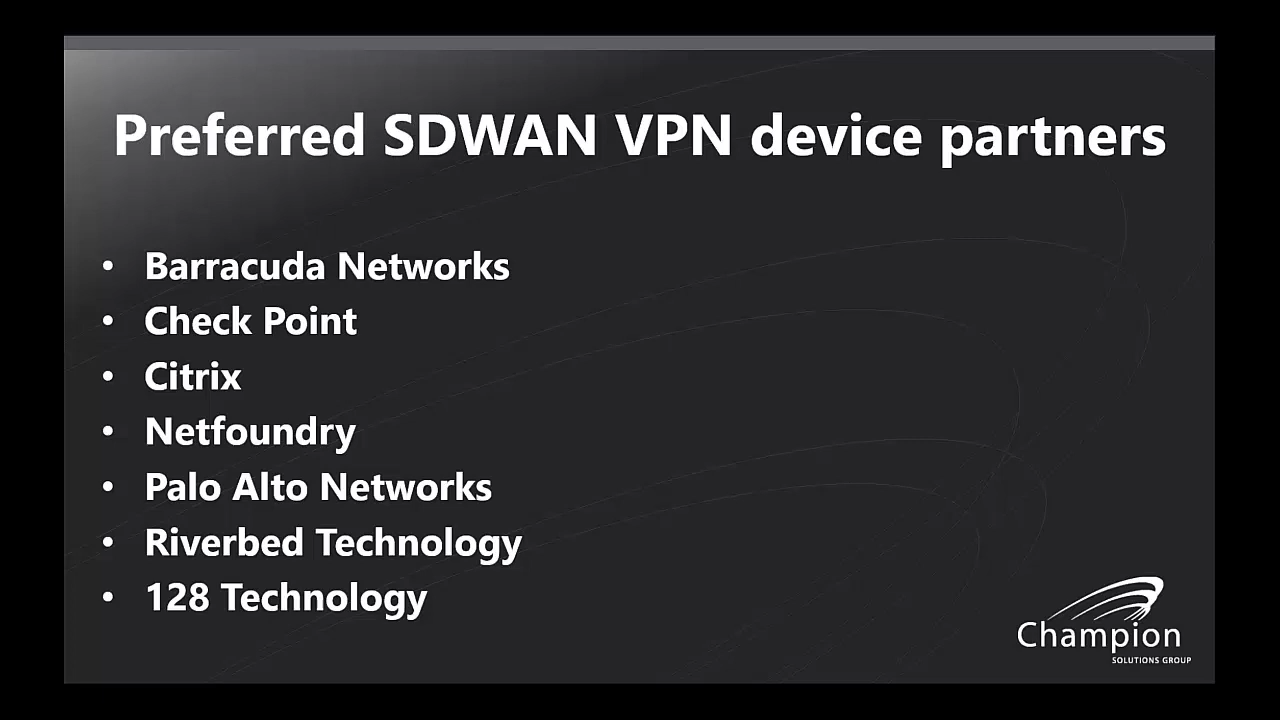 Preferred SDWAN VPN device partners
• Barracuda Networks
• Check Point
• Citrix
• Netfoundry
• Palo Alto Networks
• Riverbed Technology
• 128 Technology
Champion
SOLUTIONS GROUP